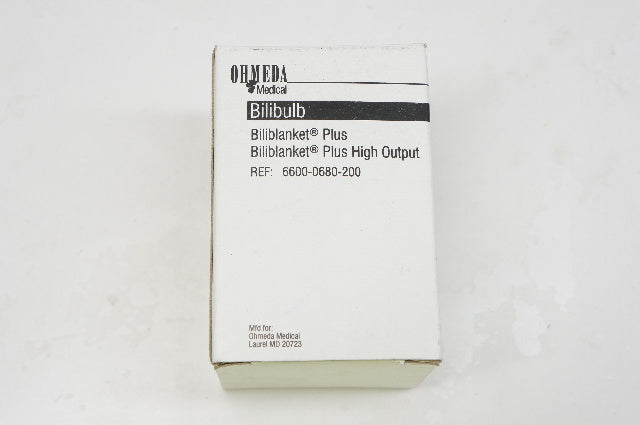 OHMEDA
Medical
Bilibulb
Biliblanket® Plus
Biliblanket® Plus High Output
REF: 6600-0680-200
Mfd for:
Ohmeda Medical
Laurel MD 20723